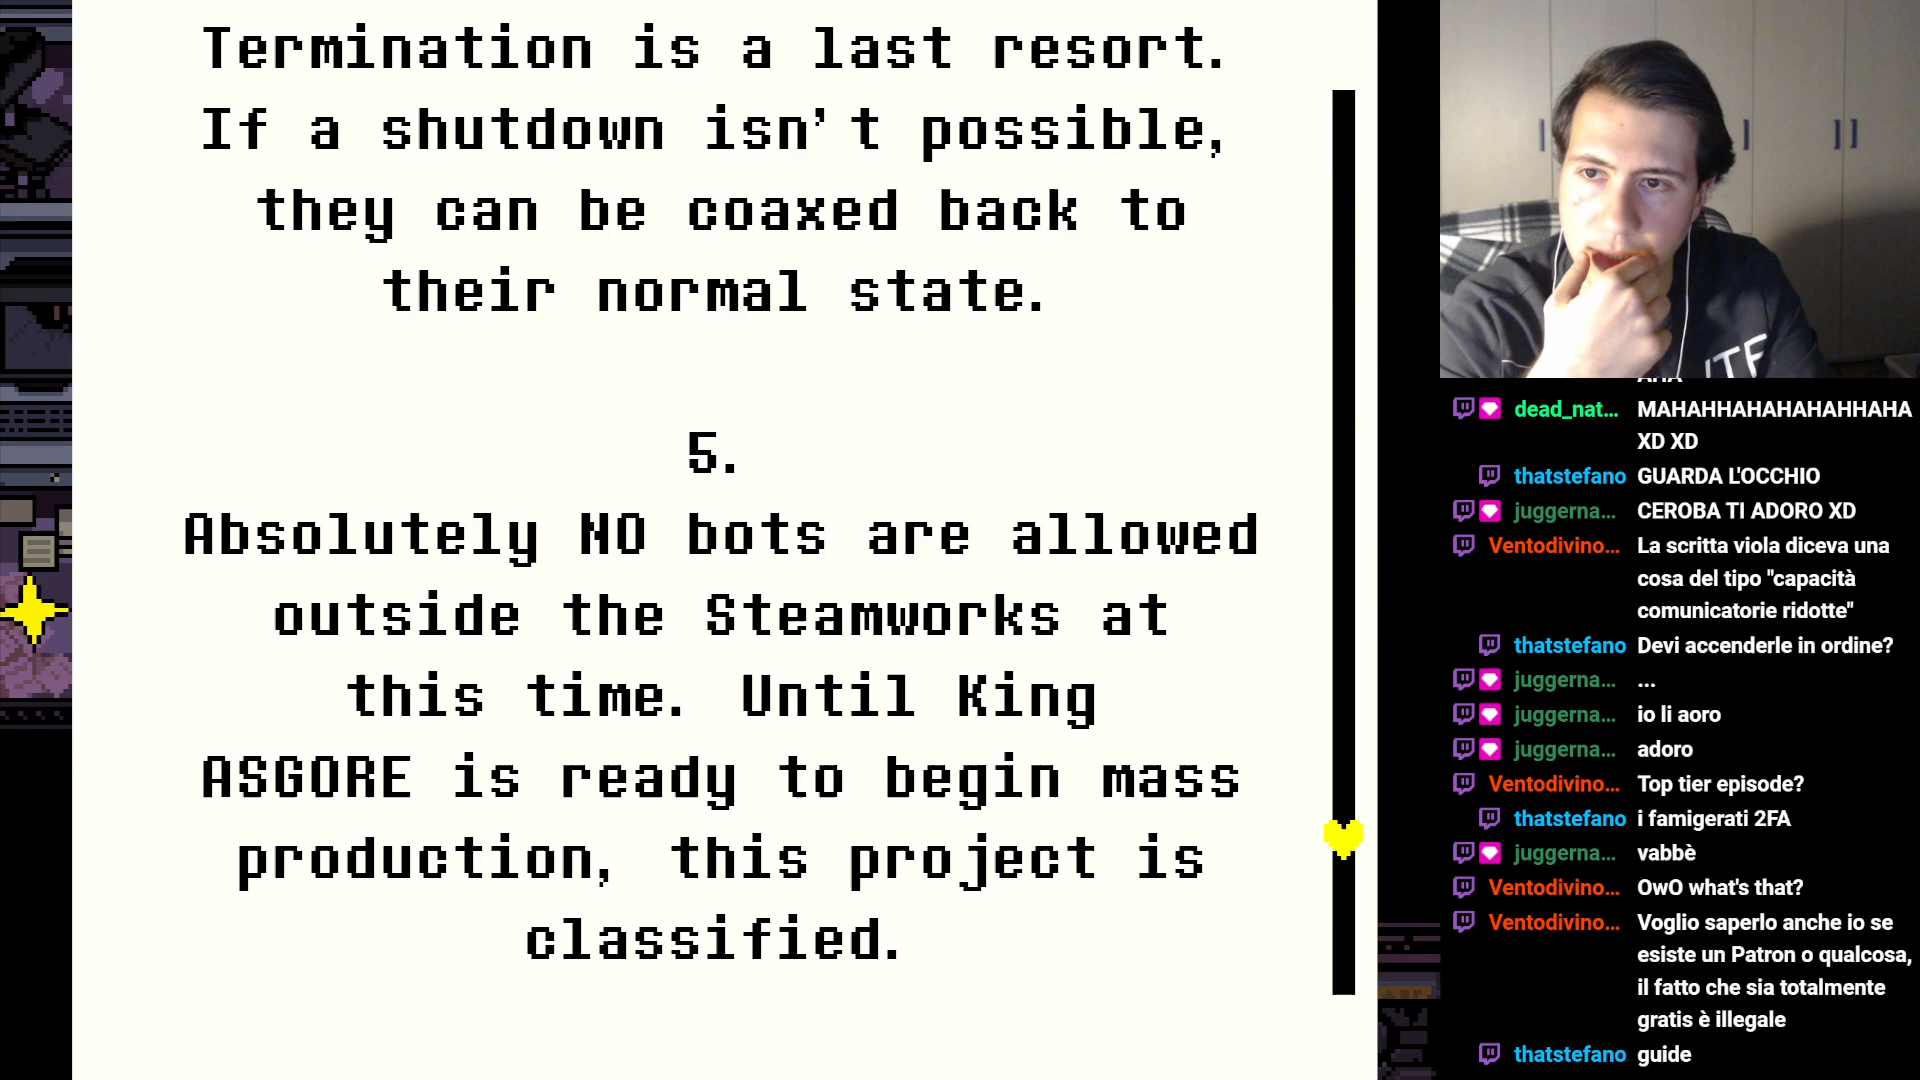 Termination is a last resort.
If a shutdown isn't possible,
they can be coaxed back to
their normal state.
5.
Absolutely NO bots are allowed
outside the Steamworks at
this time. Until King
ASGORE is ready to begin mass
production, this project is
classified.
dead_nat... MAHAHHAHAHAHAHHAHA
XD XD
thatstefano GUARDA L'OCCHIO
juggerna... CEROBA TI ADORO XD
Ventodivino... La scritta viola diceva una
cosa del tipo "capacità
comunicatorie ridotte"
thatstefano Devi accenderle in ordine?
juggerna... ...
juggerna... io li aoro
juggerna... adoro
Ventodivino... Top tier episode?
thatstefano i famigerati 2FA
juggerna... vabbè
Ventodivino... OwO what's that?
Ventodivino... Voglio saperlo anche io se
esiste un Patron o qualcosa,
il fatto che sia totalmente
gratis è illegale
thatstefano guide